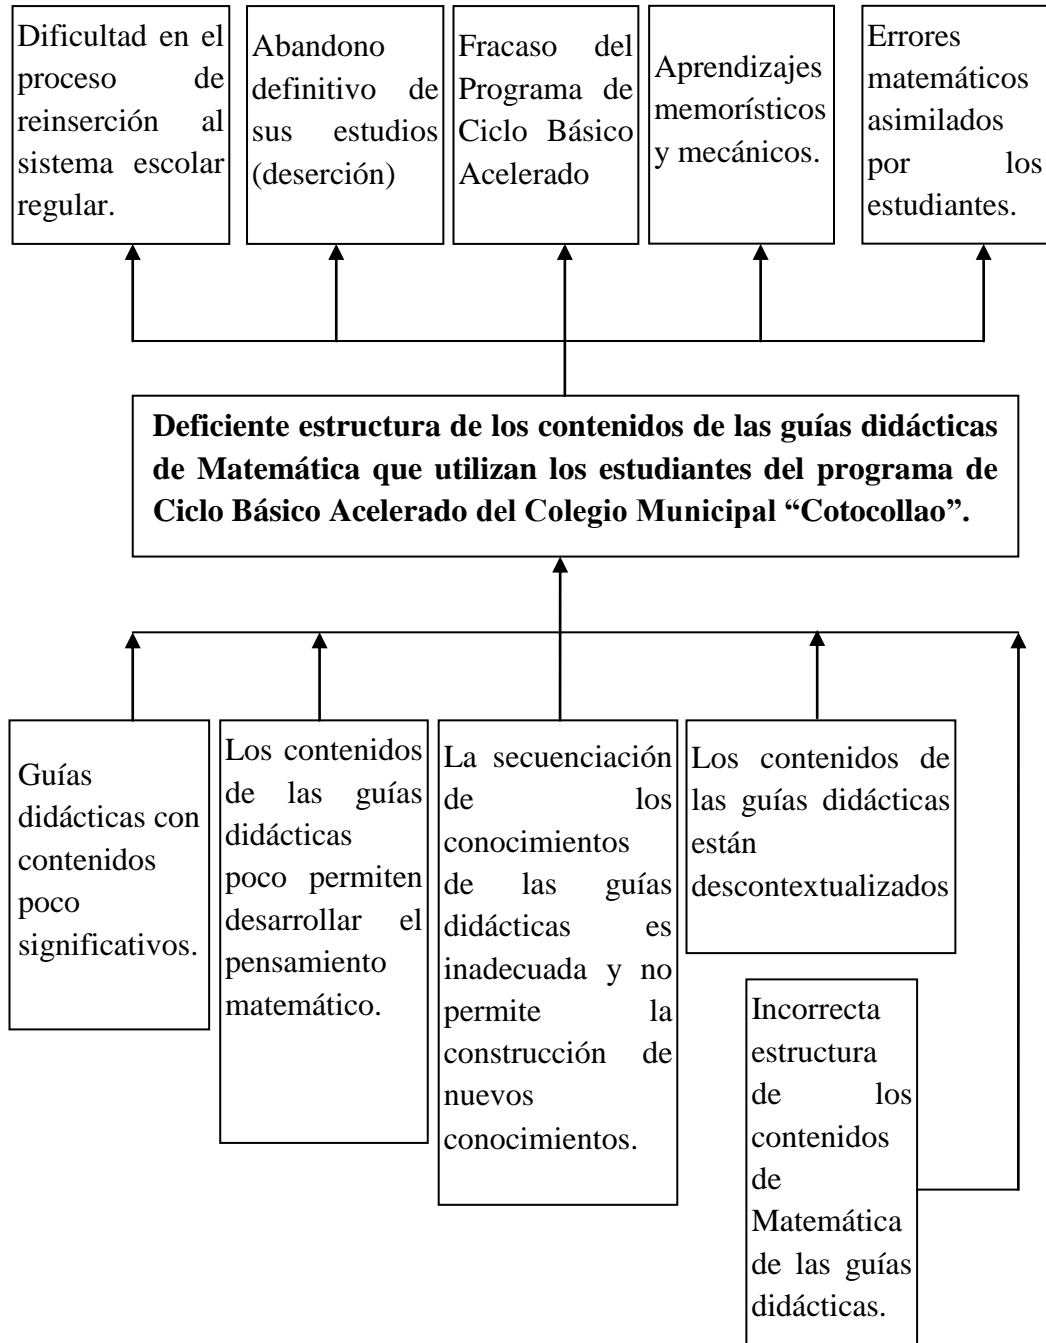 Dificultad en el
proceso de
reinserción al
sistema escolar
regular.
Abandono
definitivo de
sus estudios
(deserción)
Fracaso del
Programa de
Ciclo Básico
Acelerado
Aprendizajes
memorísticos
y mecánicos.
Errores
matemáticos
asimilados
por los
estudiantes.
Deficiente estructura de los contenidos de las guías didácticas
de Matemática que utilizan los estudiantes del programa de
Ciclo Básico Acelerado del Colegio Municipal “Cotocollao”.
Guías
didácticas con
contenidos
poco
significativos.
Los contenidos
de las guías
didácticas
poco permiten
desarrollar el
pensamiento
matemático.
La secuenciación
de los
conocimientos
de las guías
didácticas es
inadecuada y no
permite la
construcción de
nuevos
conocimientos.
Los contenidos de
las guías didácticas
están
descontextualizados
Incorrecta
estructura
de los
contenidos
de
Matemática
de las guías
didácticas.